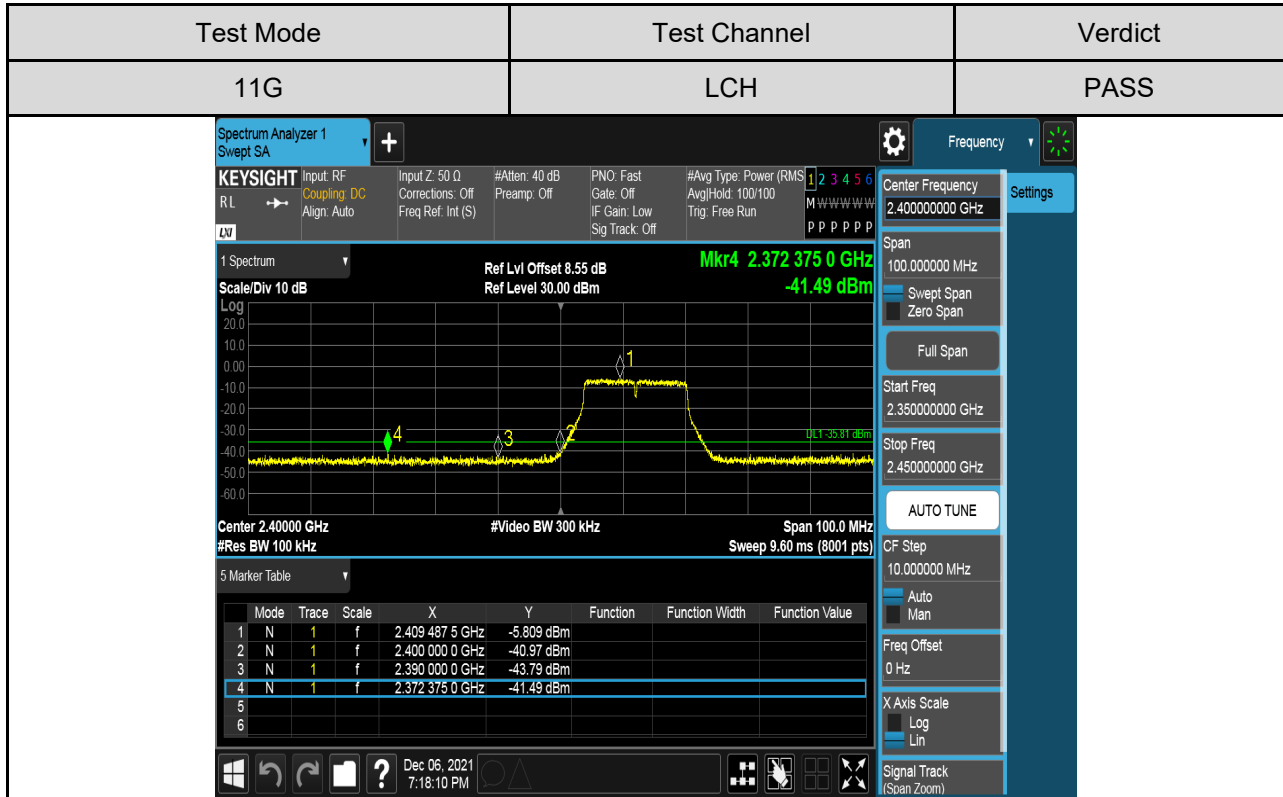 Test Mode Test Channel Verdict
11G LCH PASS
Spectrum Analyzer 1
Swept SA
+
Frequency
KEYSIGHT
RL
LXI
Input: RF
Coupling: DC
Align: Auto
Input Z: 50 Ω
Corrections: Off
Freq Ref: Int (S)
#Atten: 40 dB
Preamp: Off
PNO: Fast
Gate: Off
IF Gain: Low
Sig Track: Off
#Avg Type: Power (RMS
Avg|Hold: 100/100
Trig: Free Run
1 2 3 4 5 6
M W W W W W
P P P P P P
1 Spectrum
Scale/Div 10 dB
Ref Lvl Offset 8.55 dB
Ref Level 30.00 dBm
Mkr4 2.372 375 0 GHz
-41.49 dBm
Log
20.0
10.0
0.00
-10.0
-20.0
-30.0
-40.0
-50.0
-60.0
1
2
3
4
DL1 -35.81 dBm
Center 2.40000 GHz #Video BW 300 kHz Span 100.0 MHz
#Res BW 100 kHz Sweep 9.60 ms (8001 pts)
5 Marker Table
Mode Trace Scale X Y Function Function Width Function Value
1 N 1 f 2.409 487 5 GHz -5.809 dBm
2 N 1 f 2.400 000 0 GHz -40.97 dBm
3 N 1 f 2.390 000 0 GHz -43.79 dBm
4 N 1 f 2.372 375 0 GHz -41.49 dBm
5
6
?
Dec 06, 2021
7:18:10 PM
Center Frequency
2.400000000 GHz
Settings
Span
100.000000 MHz
Swept Span
Zero Span
Full Span
Start Freq
2.350000000 GHz
Stop Freq
2.450000000 GHz
AUTO TUNE
CF Step
10.000000 MHz
Auto
Man
Freq Offset
0 Hz
X Axis Scale
Log
Lin
Signal Track
(Span Zoom)